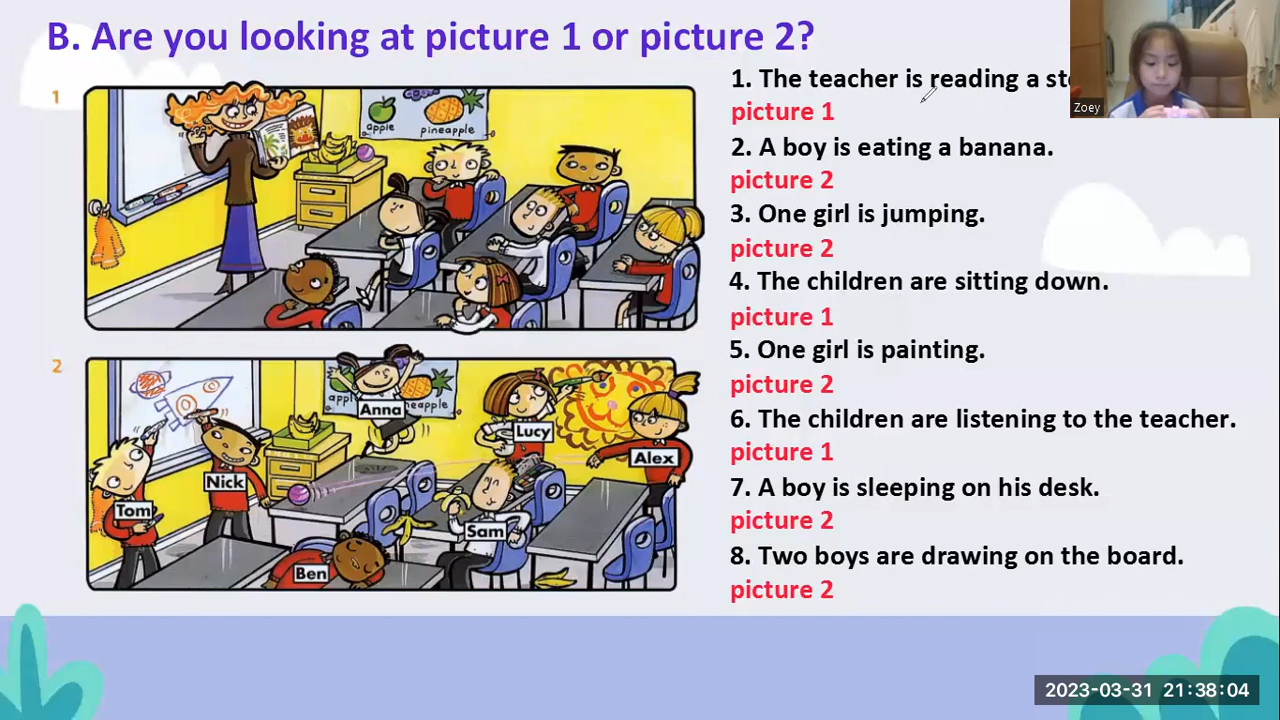 B. Are you looking at picture 1 or picture 2?
1
apple
pineapple
2
Anna
Lucy
Alex
Nick
Tom
Sam
Ben
1. The teacher is reading a
picture 1
2. A boy is eating a banana.
picture 2
3. One girl is jumping.
picture 2
4. The children are sitting down.
picture 1
5. One girl is painting.
picture 2
6. The children are listening to the teacher.
picture 1
7. A boy is sleeping on his desk.
picture 2
8. Two boys are drawing on the board.
picture 2
Zoey
2023-03-31 21:38:04